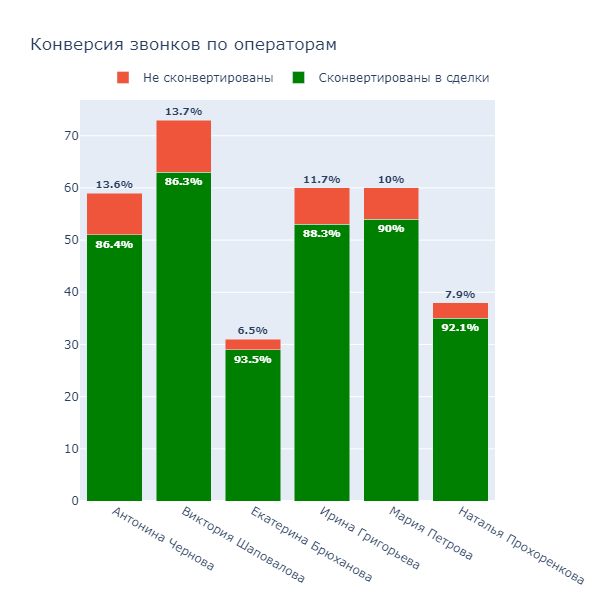 Конверсия звонков по операторам
Не сконвертированы
Сконвертированы в сделки
70
60
50
40
30
20
10
0
13.6%
13.7%
6.5%
11.7%
10%
7.9%
86.4%
86.3%
93.5%
88.3%
90%
92.1%
Антонина Чернова
Виктория Шаповалова
Екатерина Брюханова
Ирина Григорьева
Мария Петрова
Наталья Прохоренкова